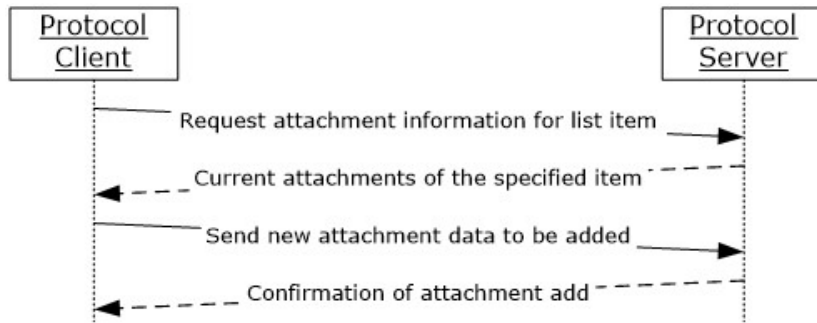 Protocol
Client
Protocol
Server
Request attachment information for list item
Current attachments of the specified item
Send new attachment data to be added
Confirmation of attachment add